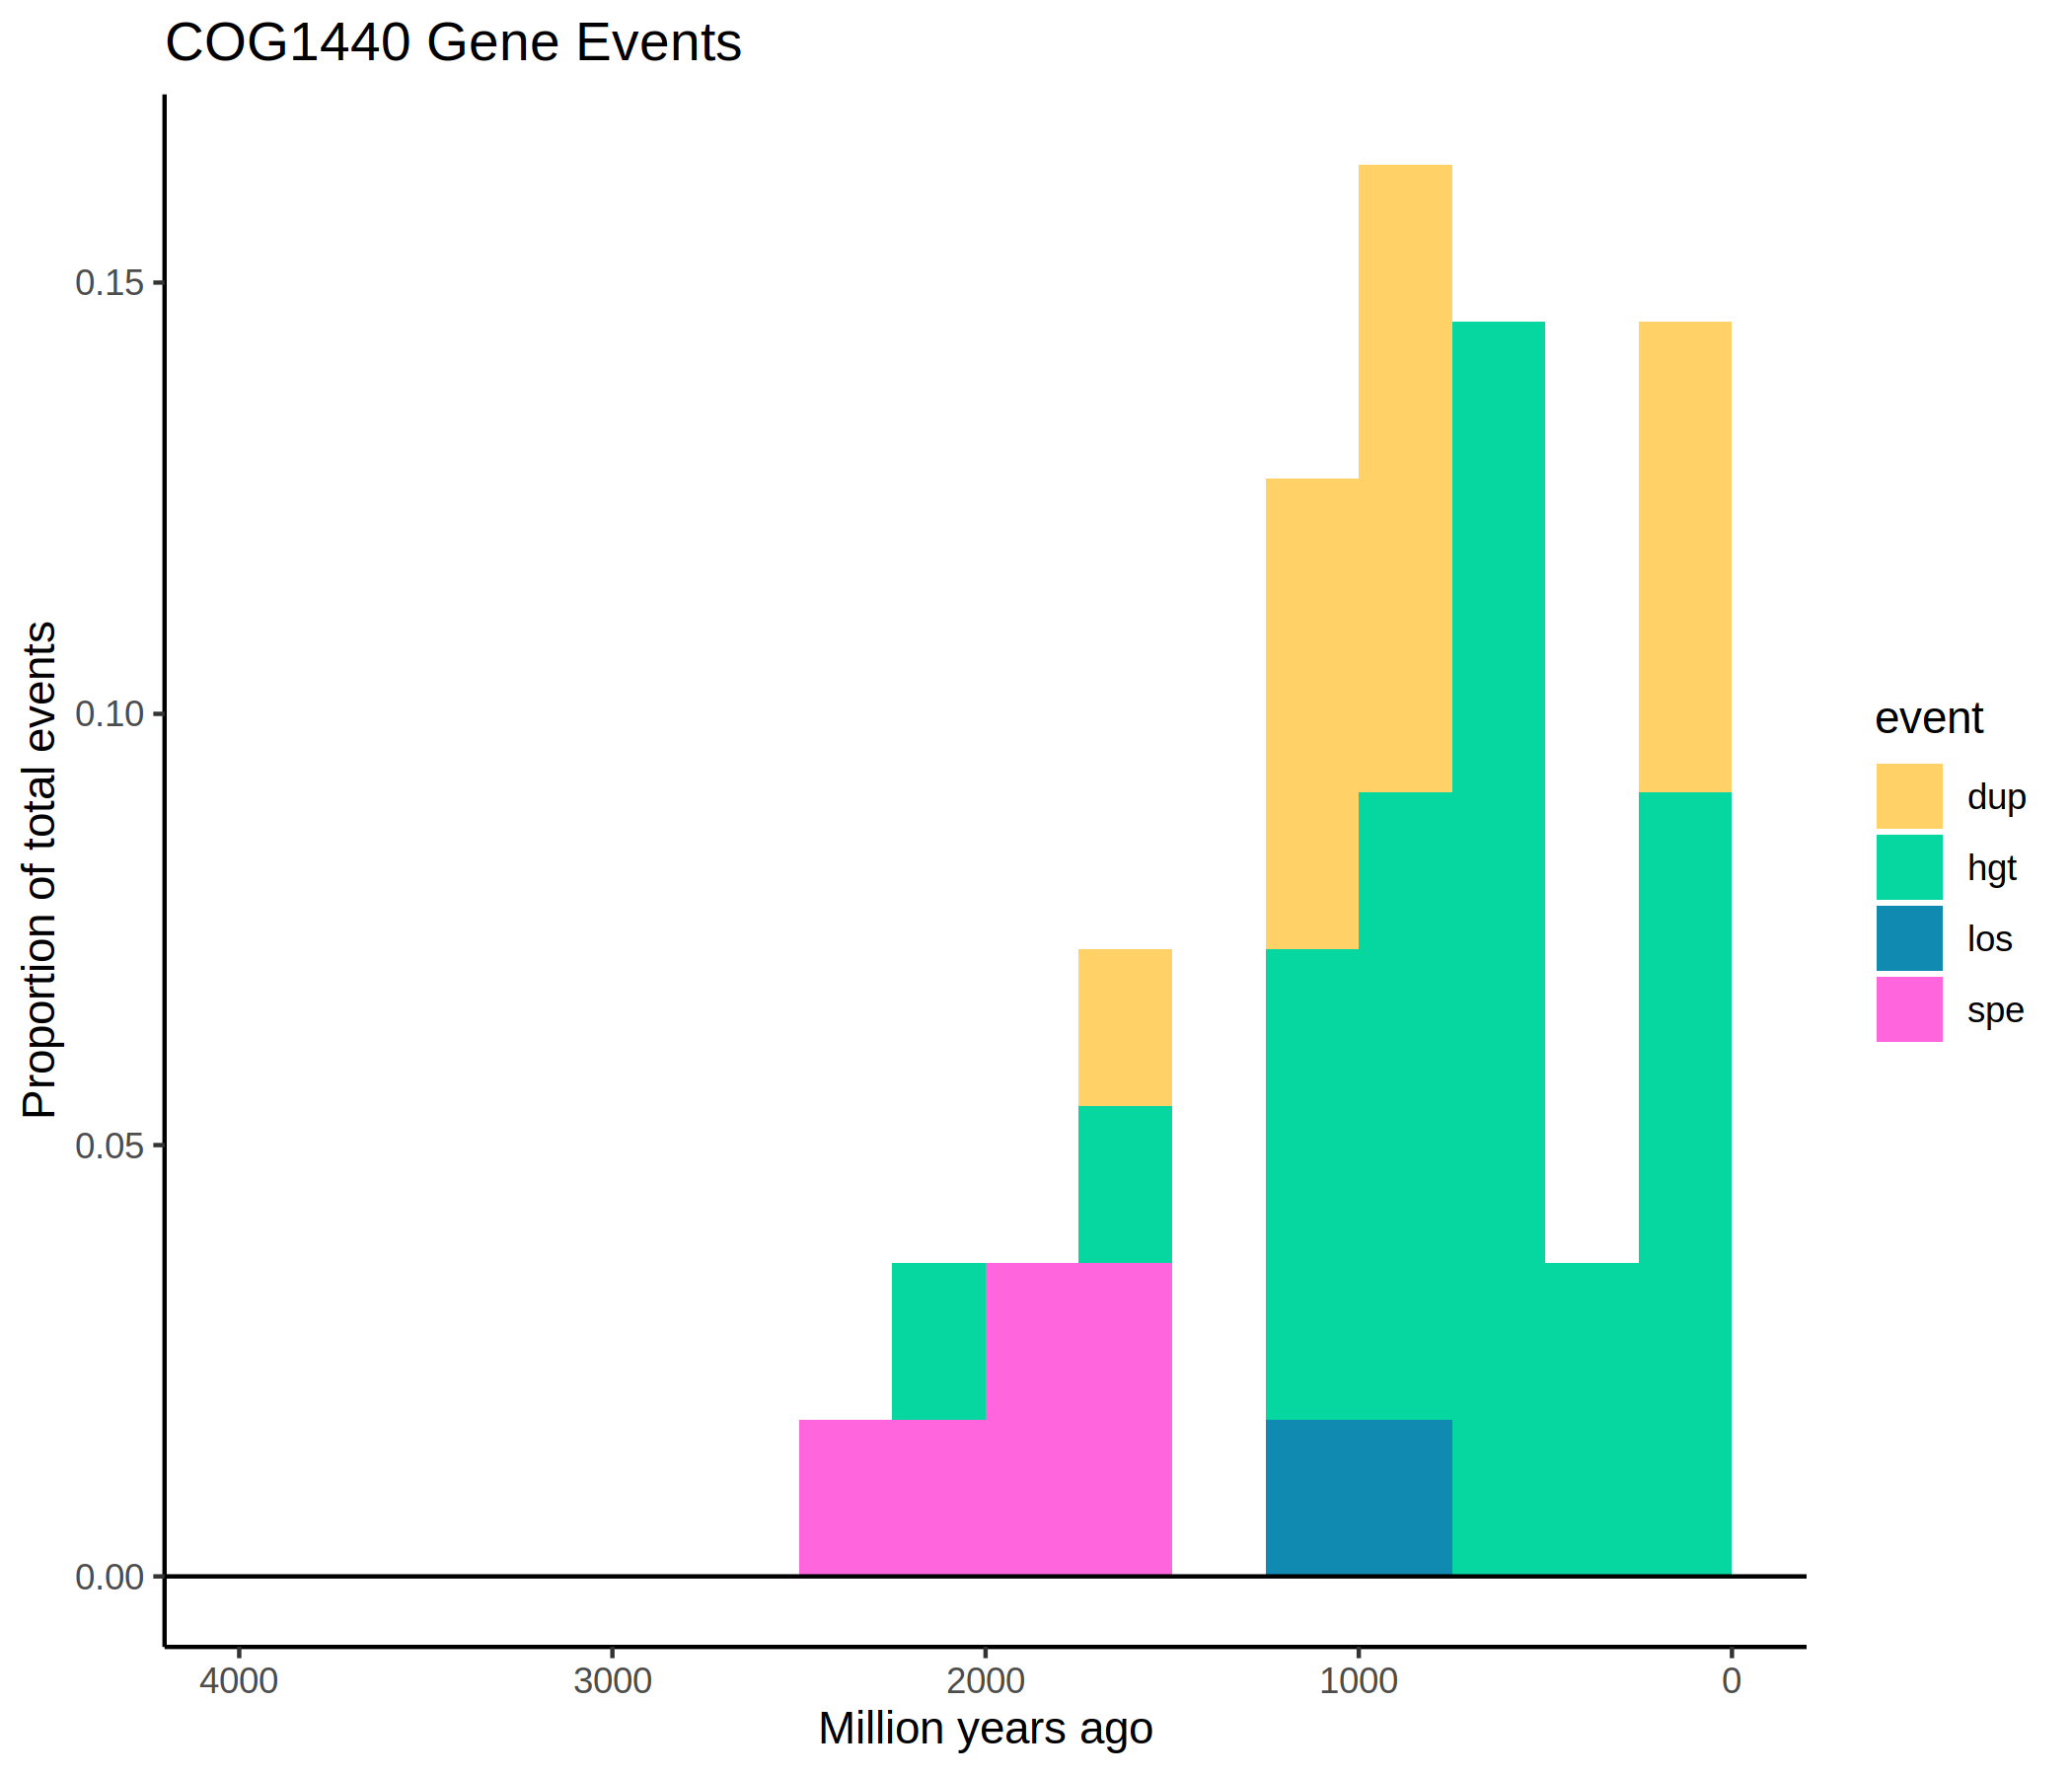 COG1440 Gene Events
Proportion of total events
0.15
0.10
0.05
0.00
4000 3000 2000 1000 0
Million years ago
event
dup
hgt
los
spe